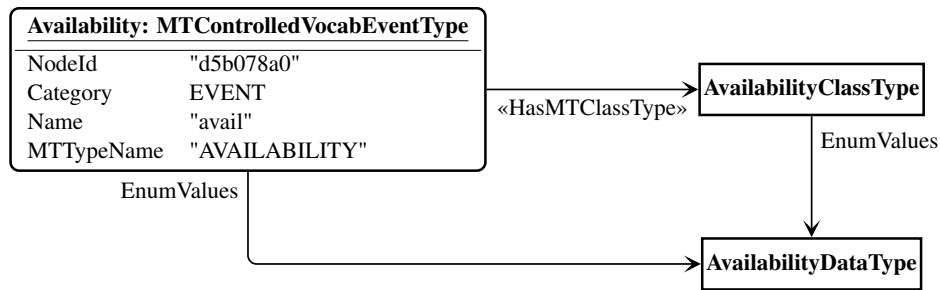 Availability: MTControlledVocabEventType
NodeId "d5b078a0"
Category EVENT
Name "avail"
MTTypeName "AVAILABILITY"
«HasMTClassType»
AvailabilityClassType
EnumValues
EnumValues
AvailabilityDataType